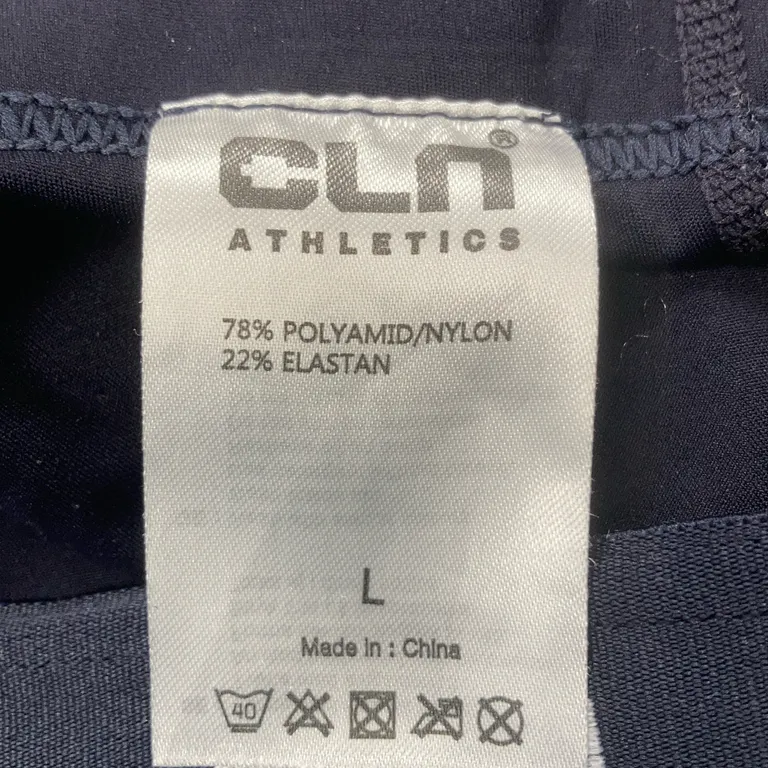 CLN®
ATHLETICS
78% POLYAMID/NYLON
22% ELASTAN
L
Made in : China
40